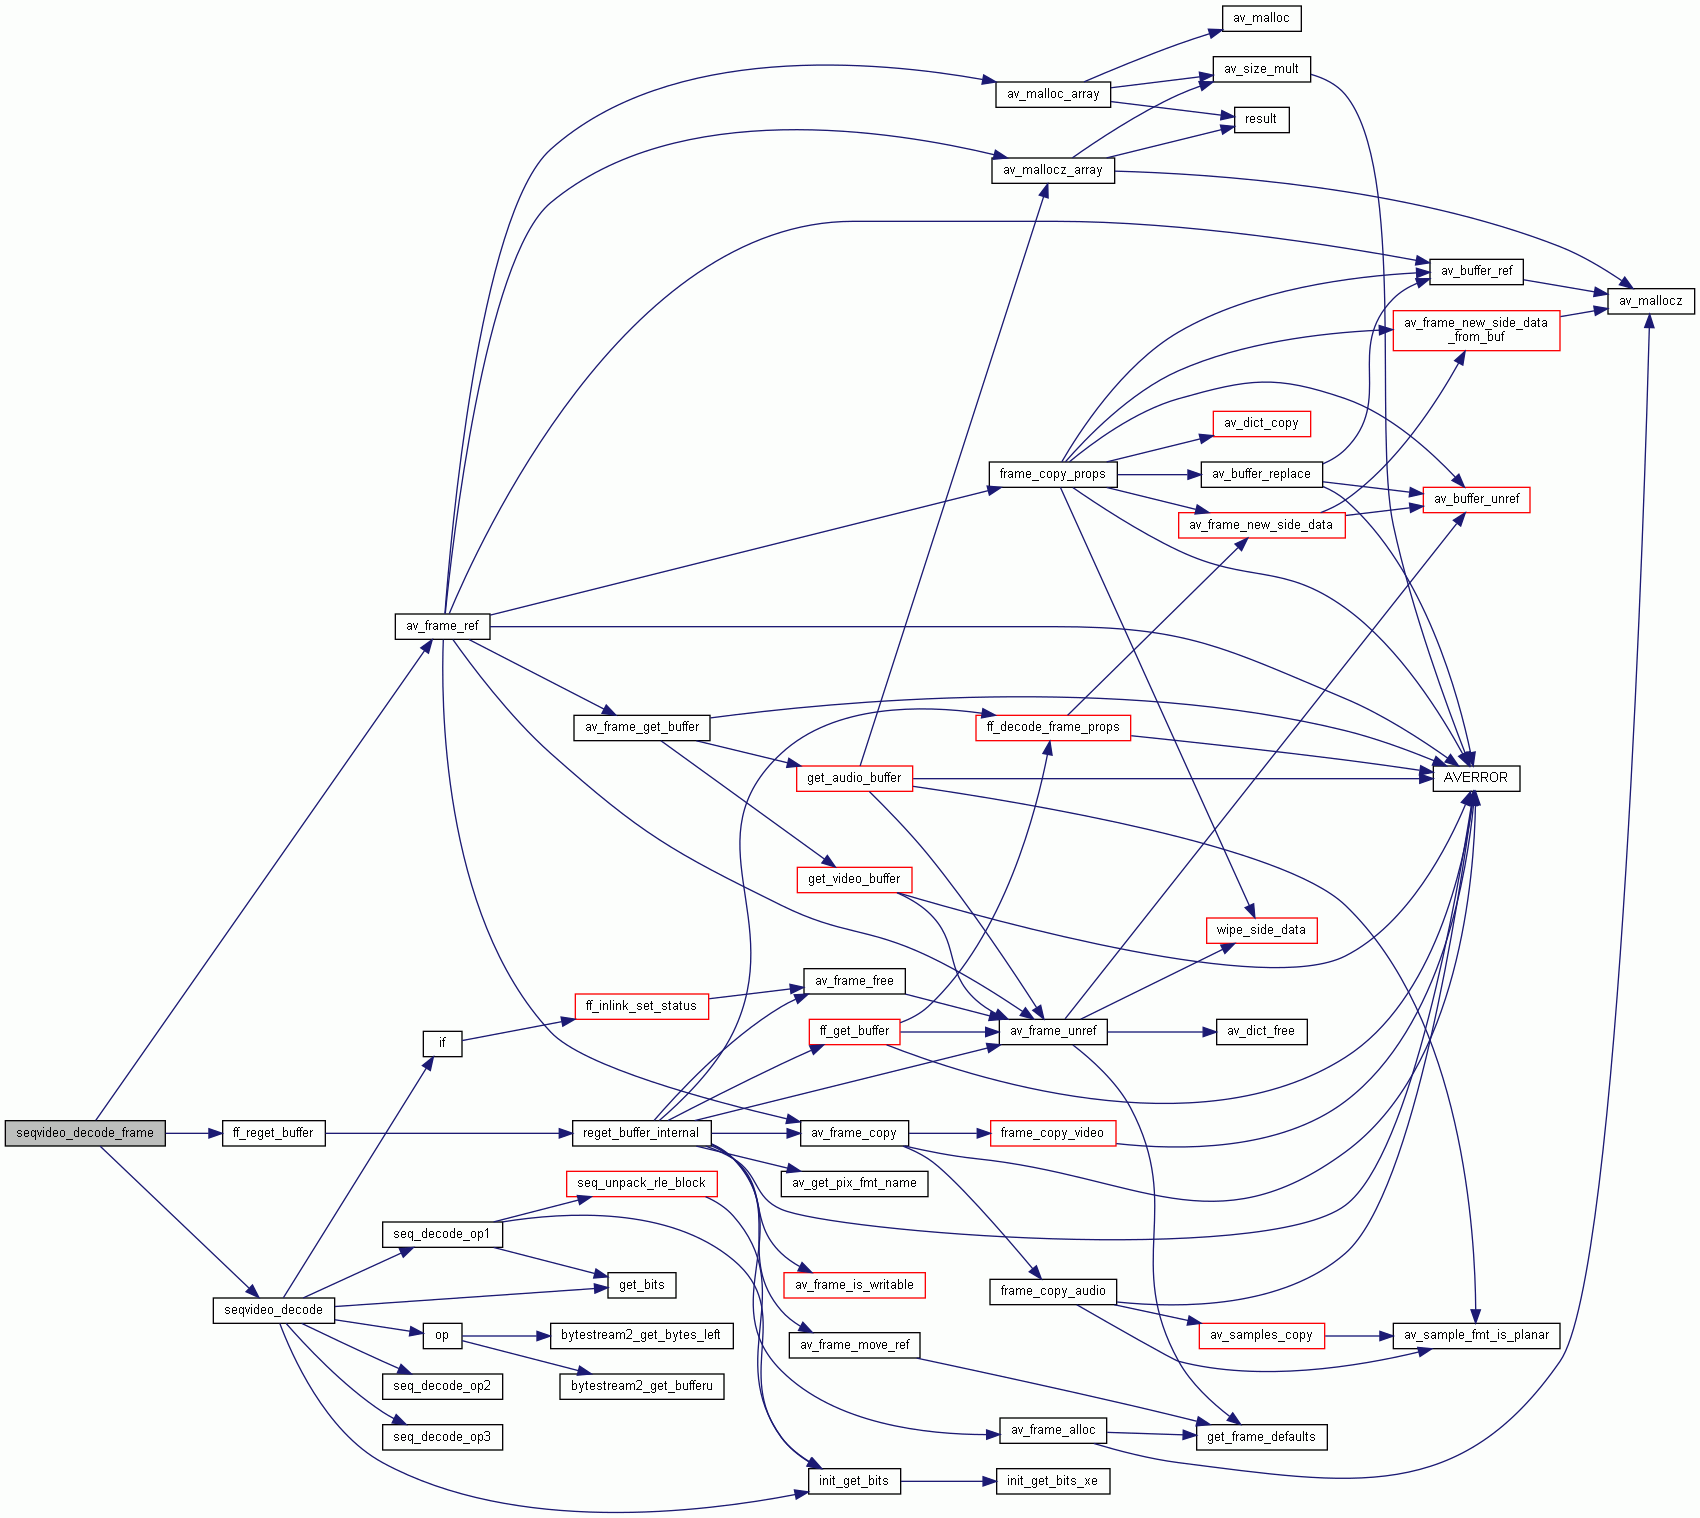 av_malloc
av_size_mult
av_malloc_array
result
av_mallocz_array
av_buffer_ref
av_mallocz
av_frame_new_side_data
_from_buf
av_dict_copy
frame_copy_props
av_buffer_replace
av_buffer_unref
av_frame_new_side_data
av_frame_ref
av_frame_get_buffer
ff_decode_frame_props
get_audio_buffer
AVERROR
get_video_buffer
wipe_side_data
av_frame_free
ff_inlink_set_status
if
ff_get_buffer
av_frame_unref
av_dict_free
seqvideo_decode_frame
ff_reget_buffer
reget_buffer_internal
av_frame_copy
frame_copy_video
seq_unpack_rle_block
av_get_pix_fmt_name
seq_decode_op1
get_bits
av_frame_is_writable
frame_copy_audio
seqvideo_decode
op
bytestream2_get_bytes_left
av_frame_move_ref
av_samples_copy
av_sample_fmt_is_planar
seq_decode_op2
bytestream2_get_bufferu
seq_decode_op3
av_frame_alloc
get_frame_defaults
init_get_bits
init_get_bits_xe